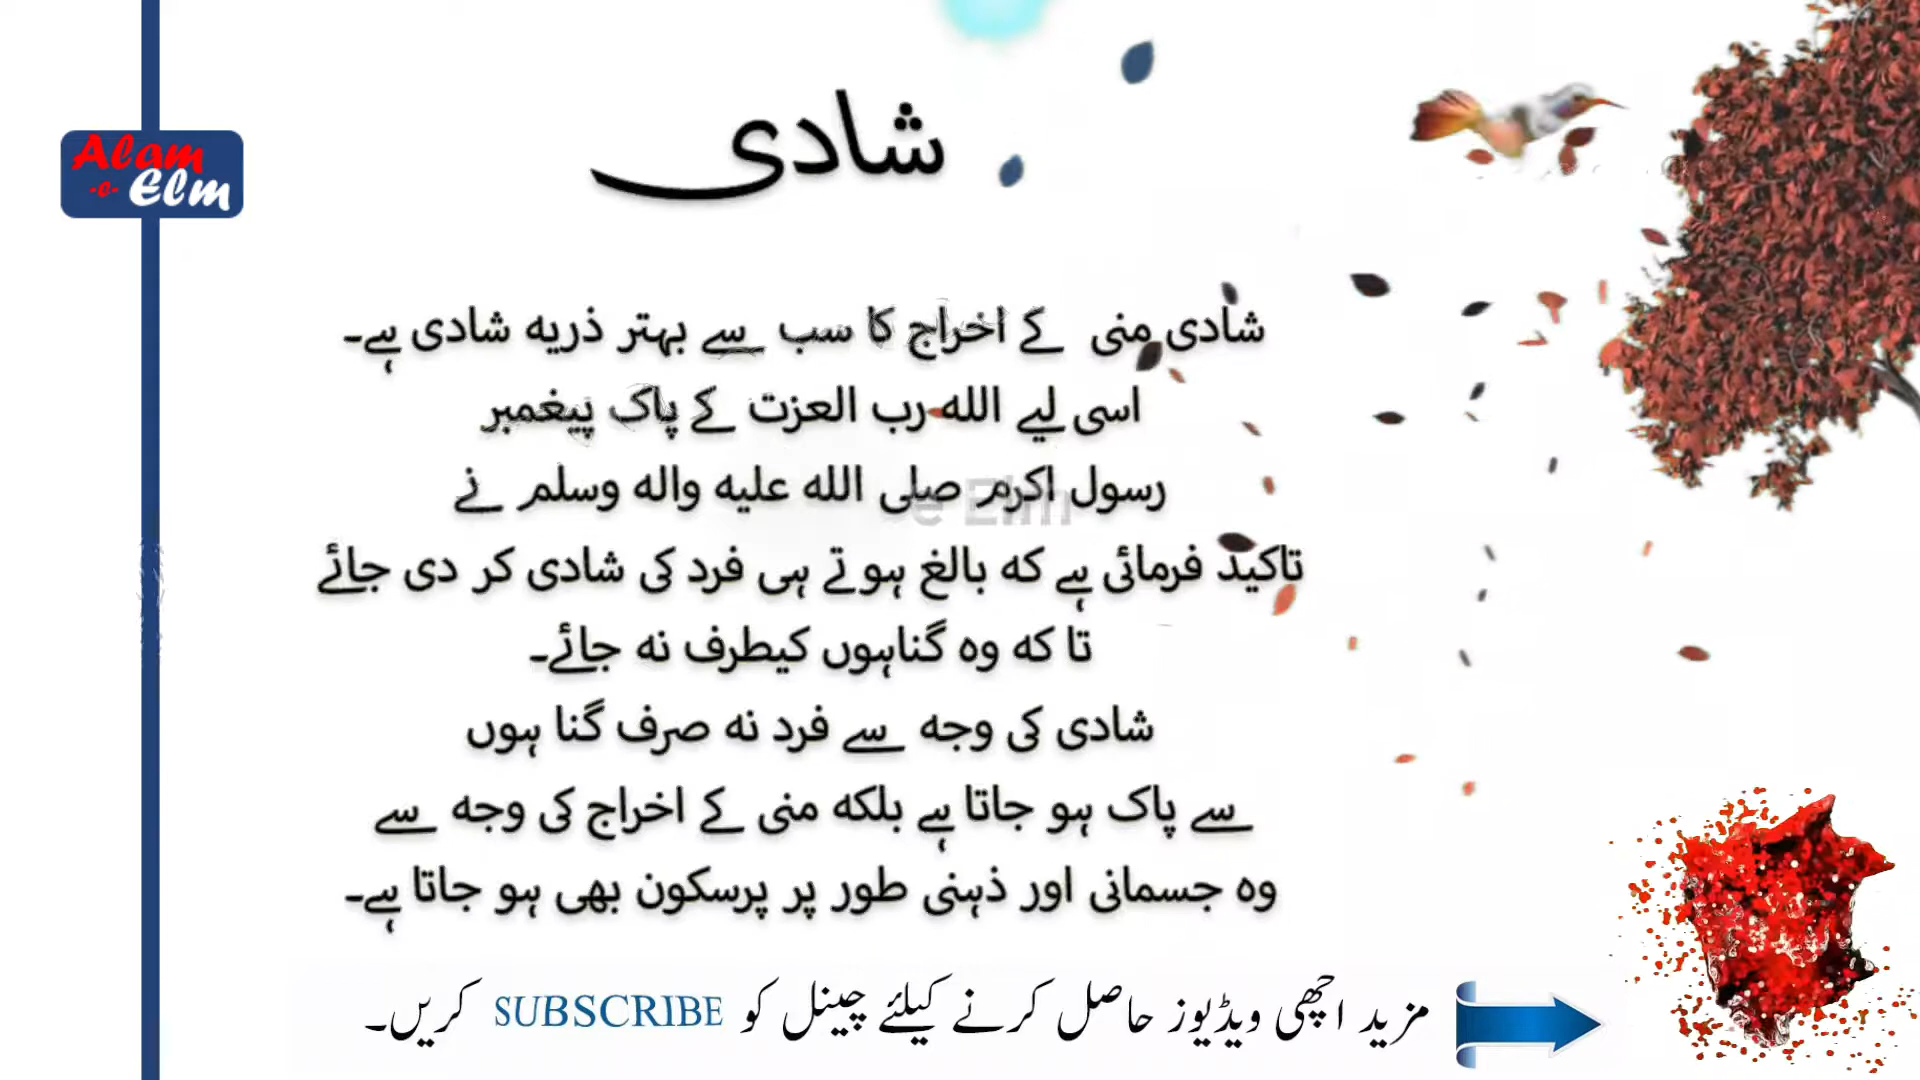 Alam
-e-
Elm
شادی
شادی منی کے اخراج کا سب سے بہتر ذریہ شادی ہے۔
اسی لیے اللہ رب العزت کے پاک پیغمبر
رسول اکرم صلی اللہ علیہ والہ وسلم نے
e Elm
تاکید فرمائی ہے کہ بالغ ہوتے ہی فرد کی شادی کر دی جائے
تا کہ وہ گناہوں کیطرف نہ جائے۔
شادی کی وجہ سے فرد نہ صرف گنا ہوں
سے پاک ہو جاتا ہے بلکہ منی کے اخراج کی وجہ سے
وہ جسمانی اور ذہنی طور پر پرسکون بھی ہو جاتا ہے۔
مزید اچھی ویڈیوز حاصل کرنے کیلئے چینل کو SUBSCRIBE کریں۔